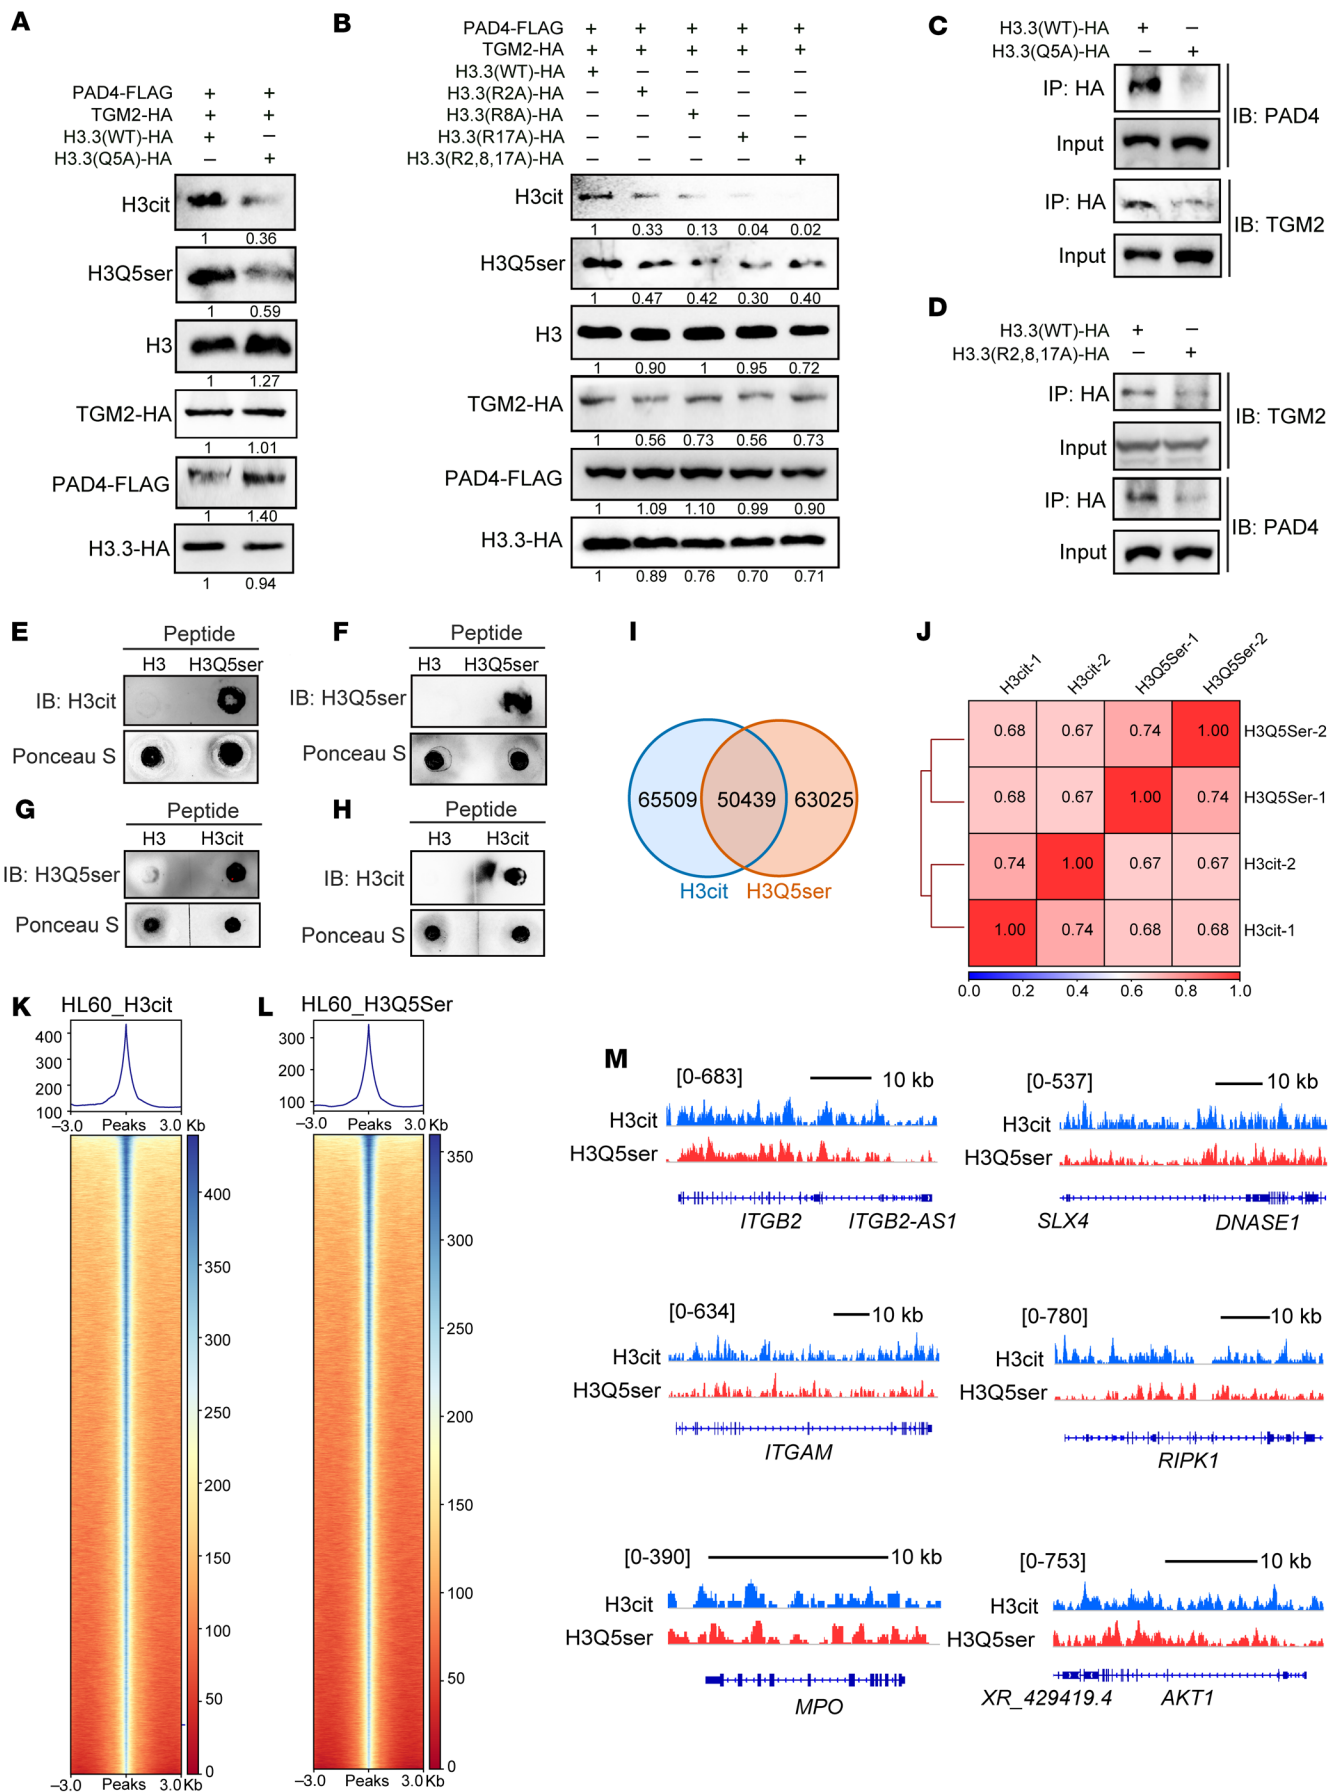 A
PAD4-FLAG + +
TGM2-HA + +
H3.3(WT)-HA + –
H3.3(Q5A)-HA – +
H3cit
1 0.36
H3Q5ser
1 0.59
H3
1 1.27
TGM2-HA
1 1.01
PAD4-FLAG
1 1.40
H3.3-HA
1 0.94
B
PAD4-FLAG + + + + +
TGM2-HA + + + + +
H3.3(WT)-HA + – – – –
H3.3(R2A)-HA – + – – –
H3.3(R8A)-HA – – + – –
H3.3(R17A)-HA – – – + –
H3.3(R2,8,17A)-HA – – – – +
H3cit
1 0.33 0.13 0.04 0.02
H3Q5ser
1 0.47 0.42 0.30 0.40
H3
1 0.90 1 0.95 0.72
TGM2-HA
1 0.56 0.73 0.56 0.73
PAD4-FLAG
1 1.09 1.10 0.99 0.90
H3.3-HA
1 0.89 0.76 0.70 0.71
C
H3.3(WT)-HA + –
H3.3(Q5A)-HA – +
IP: HA
IB: PAD4
Input
IP: HA
IB: TGM2
Input
D
H3.3(WT)-HA + –
H3.3(R2,8,17A)-HA – +
IP: HA
IB: TGM2
Input
IP: HA
IB: PAD4
Input
E
Peptide
H3 H3Q5ser
IB: H3cit
Ponceau S
F
Peptide
H3 H3Q5ser
IB: H3Q5ser
Ponceau S
G
Peptide
H3 H3cit
IB: H3Q5ser
Ponceau S
H
Peptide
H3 H3cit
IB: H3cit
Ponceau S
I
65509 50439 63025
H3cit H3Q5ser
J
H3cit-1 H3cit-2 H3Q5Ser-1 H3Q5Ser-2
0.68 0.67 0.74 1.00 H3Q5Ser-2
0.68 0.67 1.00 0.74 H3Q5Ser-1
0.74 1.00 0.67 0.67 H3cit-2
1.00 0.74 0.68 0.68 H3cit-1
0.0 0.2 0.4 0.6 0.8 1.0
K
HL60_H3cit
400
300
200
100
–3.0 Peaks 3.0 Kb
400
350
300
250
200
150
100
50
0
–3.0 Peaks 3.0 Kb
L
HL60_H3Q5Ser
300
200
100
–3.0 Peaks 3.0 Kb
350
300
250
200
150
100
50
0
–3.0 Peaks 3.0 Kb
M
[0-683] 10 kb
H3cit
H3Q5ser
ITGB2 ITGB2-AS1
[0-537] 10 kb
H3cit
H3Q5ser
SLX4 DNASE1
[0-634] 10 kb
H3cit
H3Q5ser
ITGAM
[0-780] 10 kb
H3cit
H3Q5ser
RIPK1
[0-390] 10 kb
H3cit
H3Q5ser
MPO
[0-753] 10 kb
H3cit
H3Q5ser
XR_429419.4 AKT1